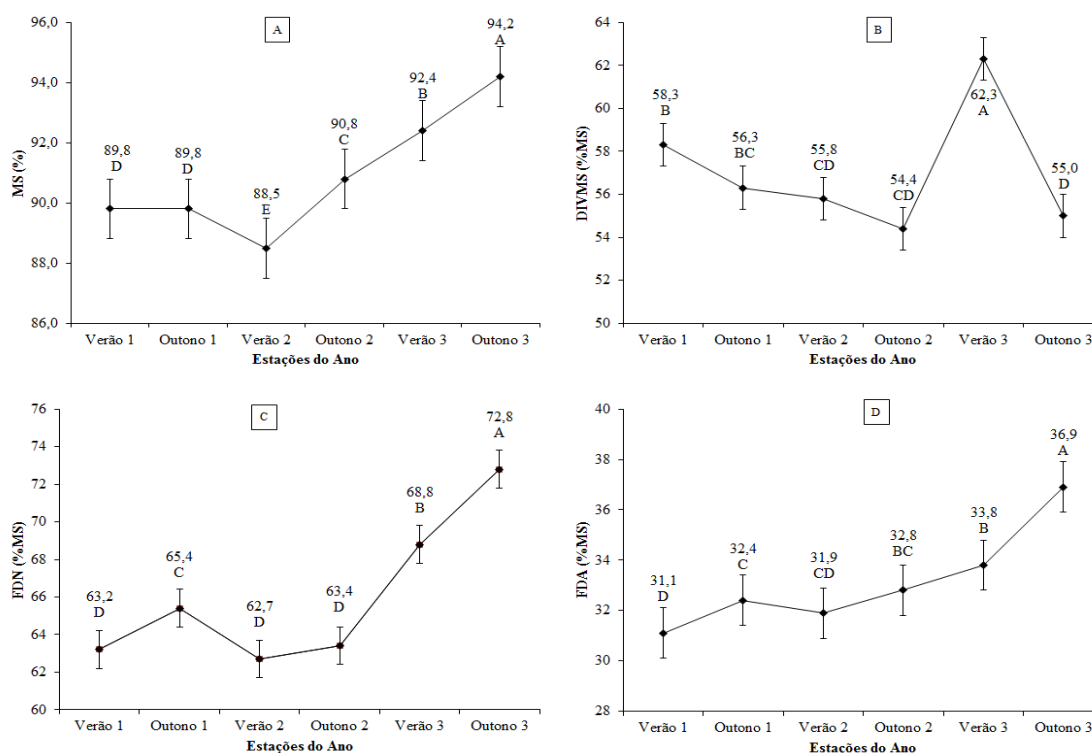 A
MS (%)
96,0
94,0
92,0
90,0
88,0
86,0
89,8
D
89,8
D
88,5
E
90,8
C
92,4
B
94,2
A
Verão 1 Outono 1 Verão 2 Outono 2 Verão 3 Outono 3
Estações do Ano
B
DIVMS (%MS)
64
62
60
58
56
54
52
50
58,3
B
56,3
BC
55,8
CD
54,4
CD
62,3
A
55,0
D
Verão 1 Outono 1 Verão 2 Outono 2 Verão 3 Outono 3
Estações do Ano
C
FDN (%MS)
76
74
72
70
68
66
64
62
60
63,2
D
65,4
C
62,7
D
63,4
D
68,8
B
72,8
A
Verão 1 Outono 1 Verão 2 Outono 2 Verão 3 Outono 3
Estações do Ano
D
FDA (%MS)
40
38
36
34
32
30
28
31,1
D
32,4
C
31,9
CD
32,8
BC
33,8
B
36,9
A
Verão 1 Outono 1 Verão 2 Outono 2 Verão 3 Outono 3
Estações do Ano